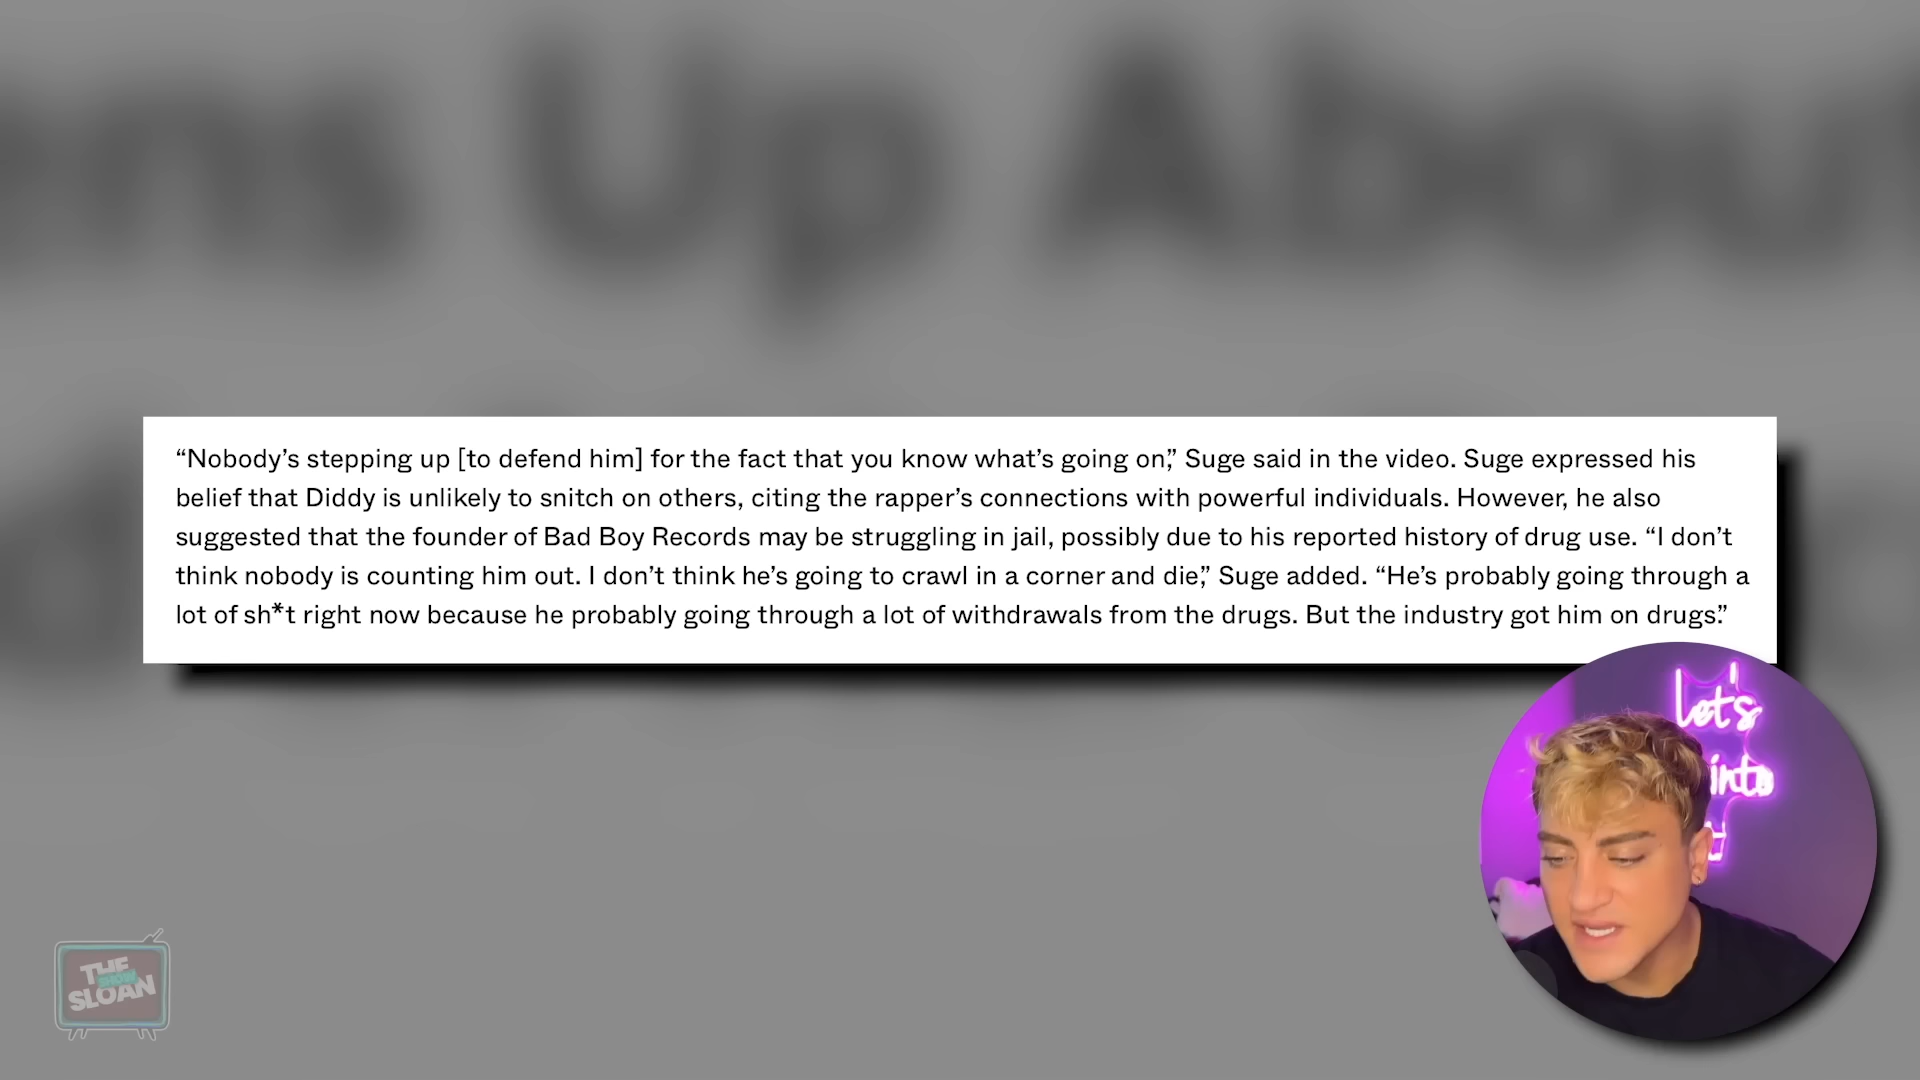 ns Up Abou
“Nobody’s stepping up [to defend him] for the fact that you know what’s going on,” Suge said in the video. Suge expressed his
belief that Diddy is unlikely to snitch on others, citing the rapper’s connections with powerful individuals. However, he also
suggested that the founder of Bad Boy Records may be struggling in jail, possibly due to his reported history of drug use. “I don’t
think nobody is counting him out. I don’t think he’s going to crawl in a corner and die,” Suge added. “He’s probably going through a
lot of sh*t right now because he probably going through a lot of withdrawals from the drugs. But the industry got him on drugs.”
let's
into
THE
SHOW
SLOAN